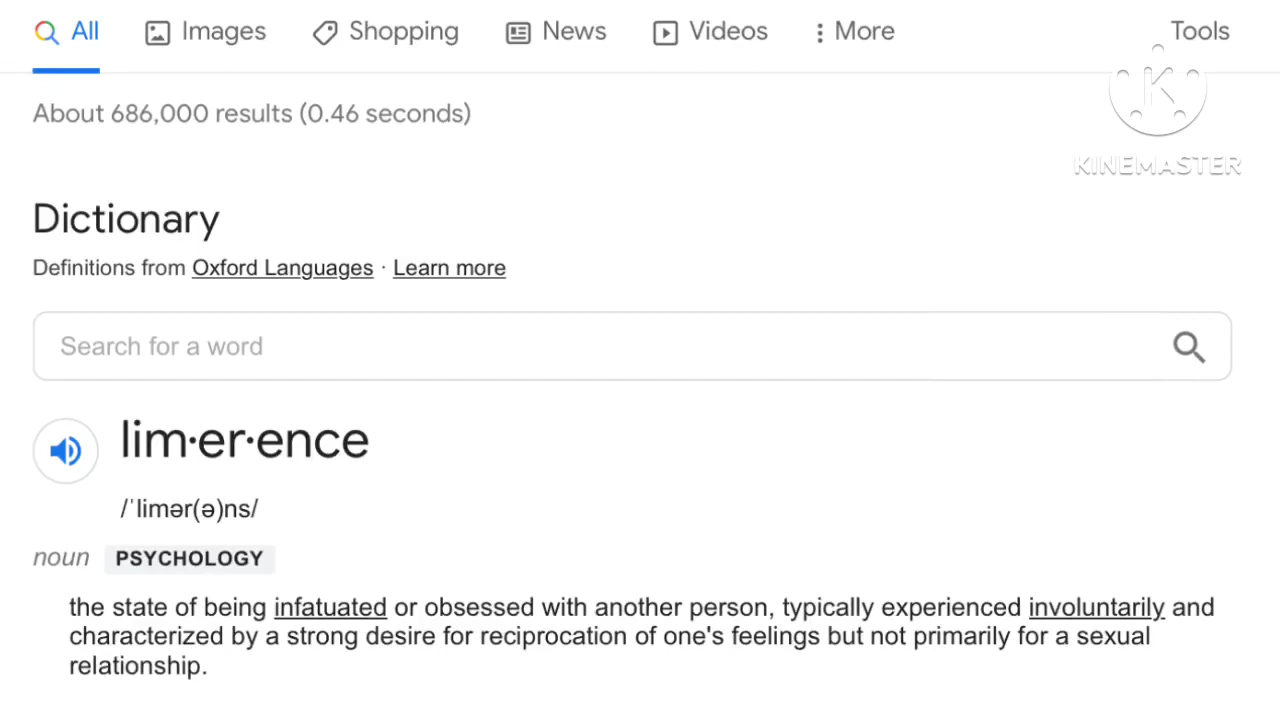 All Images Shopping News Videos More Tools
About 686,000 results (0.46 seconds)
K
KINEMASTER
Dictionary
Definitions from Oxford Languages · Learn more
Search for a word
lim·er·ence
/ˈlimər(ə)ns/
noun PSYCHOLOGY
the state of being infatuated or obsessed with another person, typically experienced involuntarily and
characterized by a strong desire for reciprocation of one's feelings but not primarily for a sexual
relationship.